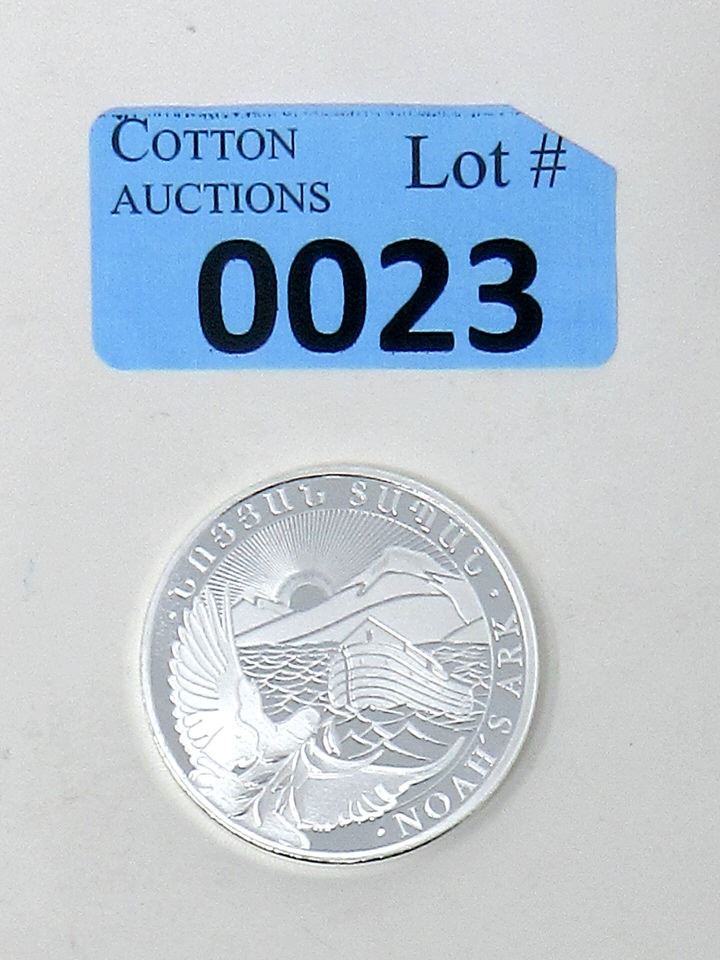 COTTON
AUCTIONS
Lot #
0023
· ՆՈՅՅԱՆ ՏԱՊԱՆ ·
· NOAH'S ARK